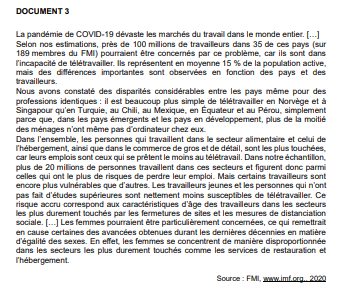 DOCUMENT 3
La pandémie de COVID-19 dévaste les marchés du travail dans le monde entier. […]
Selon nos estimations, près de 100 millions de travailleurs dans 35 de ces pays (sur
189 membres du FMI) pourraient être concernés par ce problème, car ils sont dans
l'incapacité de télétravailler. Ils représentent en moyenne 15 % de la population active,
mais des différences importantes sont observées en fonction des pays et des
travailleurs.
Nous avons constaté des disparités considérables entre les pays même pour des
professions identiques : il est beaucoup plus simple de télétravailler en Norvège et à
Singapour qu'en Turquie, au Chili, au Mexique, en Équateur et au Pérou, simplement
parce que, dans les pays émergents et les pays en développement, plus de la moitié
des ménages n'ont même pas d'ordinateur chez eux.
Dans l'ensemble, les personnes qui travaillent dans le secteur alimentaire et celui de
l'hébergement, ainsi que dans le commerce de gros et de détail, sont les plus touchées,
car leurs emplois sont ceux qui se prêtent le moins au télétravail. Dans notre échantillon,
plus de 20 millions de personnes travaillent dans ces secteurs et figurent donc parmi
celles qui ont le plus de risques de perdre leur emploi. Mais certains travailleurs sont
encore plus vulnérables que d'autres. Les travailleurs jeunes et les personnes qui n'ont
pas fait d'études supérieures sont nettement moins susceptibles de télétravailler. Ce
risque accru correspond aux caractéristiques d'âge des travailleurs dans les secteurs
les plus durement touchés par les fermetures de sites et les mesures de distanciation
sociale. […] Les femmes pourraient être particulièrement concernées, ce qui remettrait
en cause certaines des avancées obtenues durant les dernières décennies en matière
d'égalité des sexes. En effet, les femmes se concentrent de manière disproportionnée
dans les secteurs les plus durement touchés comme les services de restauration et
l'hébergement.
Source : FMI, www.imf.org., 2020